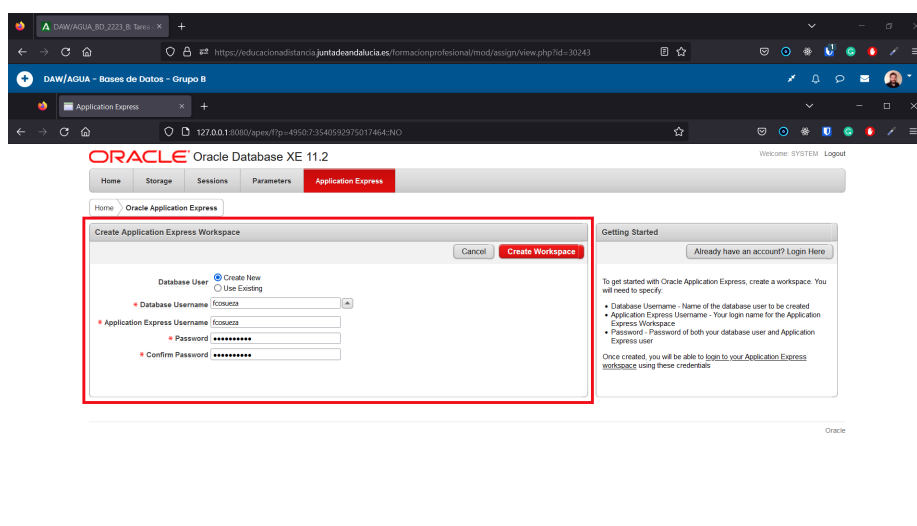 DAW/AGUA_BD_2223_B: Tarea
https://educacionadistancia.juntadeandalucia.es/formacionprofesional/mod/assign/view.php?id=30243
DAW/AGUA - Bases de Datos - Grupo B
Application Express
127.0.0.1:8080/apex/f?p=4950:7:3540592975017464::NO
ORACLE Oracle Database XE 11.2
Welcome: SYSTEM Logout
Home Storage Sessions Parameters Application Express
Home Oracle Application Express
Create Application Express Workspace
Cancel Create Workspace
Database User Create New
Use Existing
* Database Username fcosueza
* Application Express Username fcosueza
* Password ••••••••••
* Confirm Password ••••••••••
Getting Started
Already have an account? Login Here
To get started with Oracle Application Express, create a workspace. You
will need to specify:
• Database Username - Name of the database user to be created
• Application Express Username - Your login name for the Application
Express Workspace
• Password - Password of both your database user and Application
Express user
Once created, you will be able to login to your Application Express
workspace using these credentials
Oracle